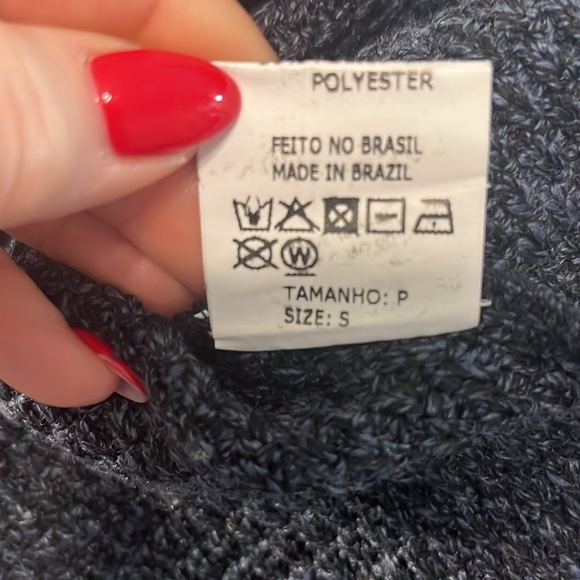 POLYESTER
FEITO NO BRASIL
MADE IN BRAZIL
W
TAMANHO: P
SIZE: S